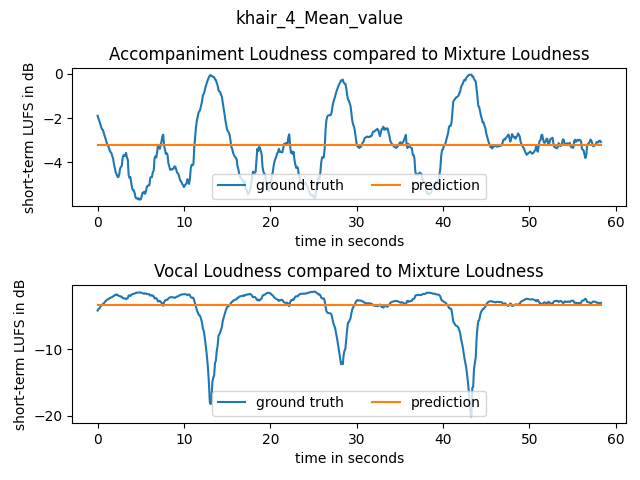 khair_4_Mean_value
Accompaniment Loudness compared to Mixture Loudness
short-term LUFS in dB
0
−2
−4
ground truth
prediction
0 10 20 30 40 50 60
time in seconds
Vocal Loudness compared to Mixture Loudness
short-term LUFS in dB
−10
−20
ground truth
prediction
0 10 20 30 40 50 60
time in seconds